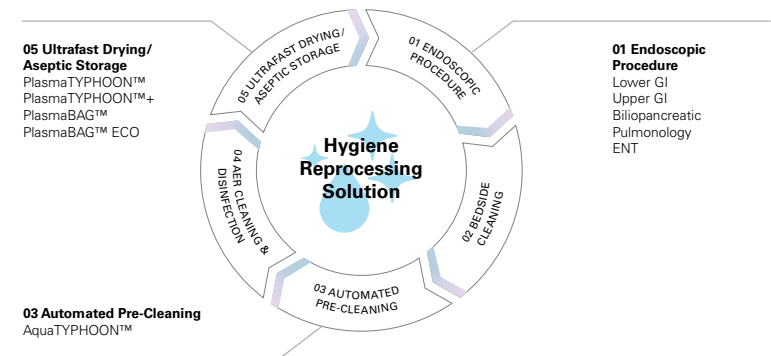 05 Ultrafast Drying/
Aseptic Storage
PlasmaTYPHOON™
PlasmaTYPHOON™+
PlasmaBAG™
PlasmaBAG™ ECO
01 Endoscopic
Procedure
Lower GI
Upper GI
Biliopancreatic
Pulmonology
ENT
05 ULTRAFAST DRYING/
ASEPTIC STORAGE
01 ENDOSCOPIC
PROCEDURE
02 BEDSIDE
CLEANING
03 AUTOMATED
PRE-CLEANING
04 AER CLEANING &
DISINFECTION
Hygiene
Reprocessing
Solution
03 Automated Pre-Cleaning
AquaTYPHOON™